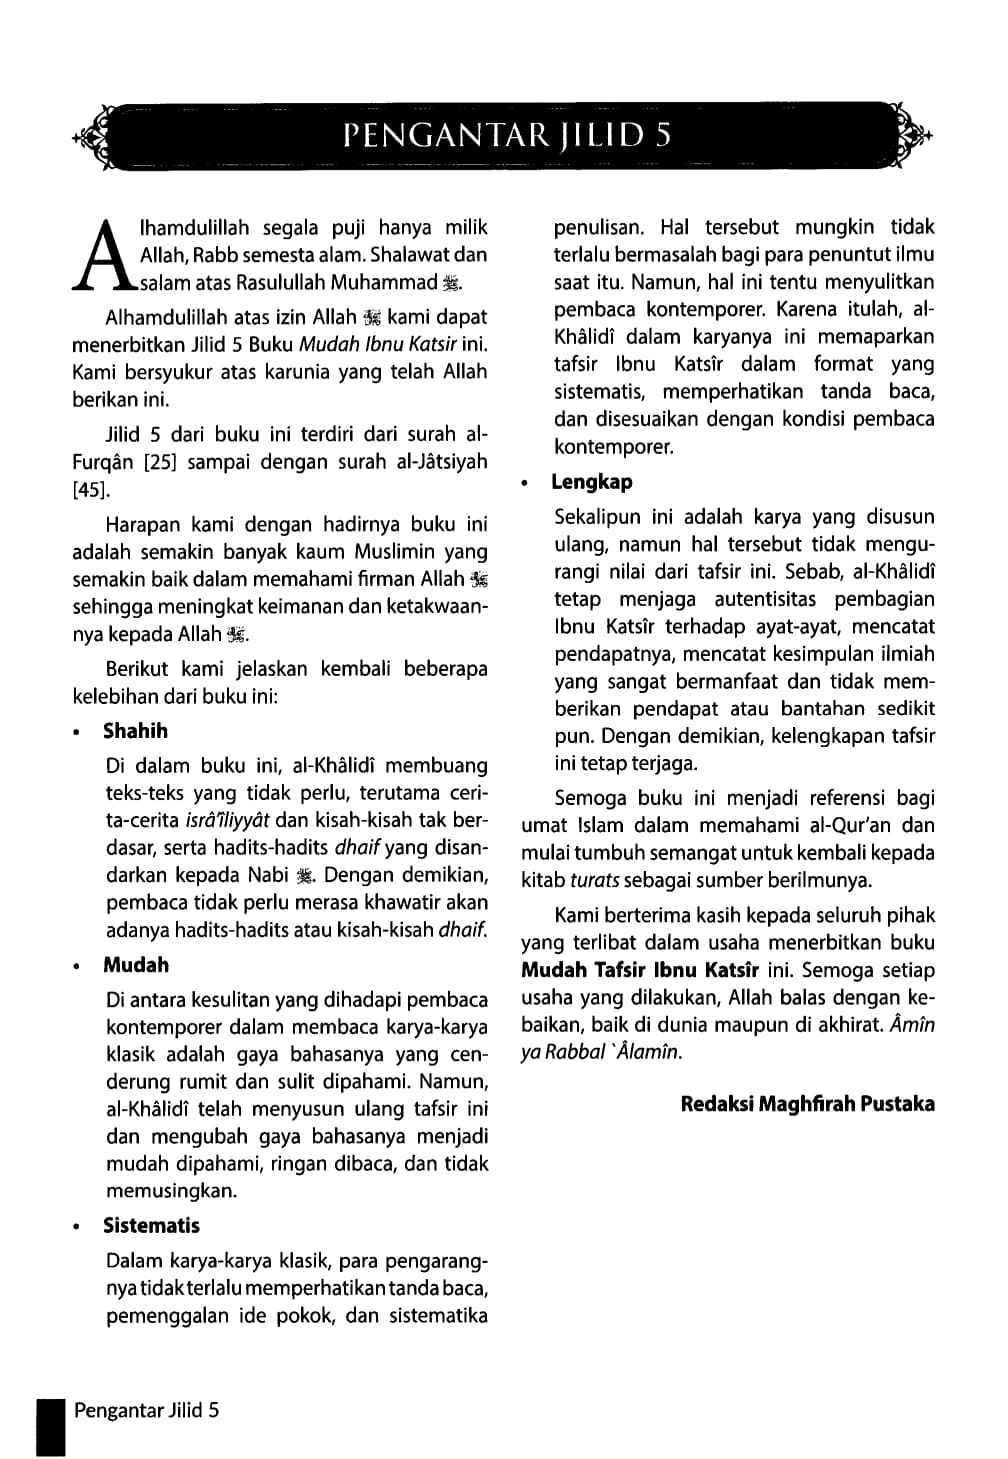 PENGANTAR JILID 5
Alhamdulillah segala puji hanya milik
Allah, Rabb semesta alam. Shalawat dan
salam atas Rasulullah Muhammad ﷺ.
Alhamdulillah atas izin Allah ﷻ kami dapat
menerbitkan Jilid 5 Buku Mudah Ibnu Katsir ini.
Kami bersyukur atas karunia yang telah Allah
berikan ini.
Jilid 5 dari buku ini terdiri dari surah al-
Furqân [25] sampai dengan surah al-Jâtsiyah
[45].
Harapan kami dengan hadirnya buku ini
adalah semakin banyak kaum Muslimin yang
semakin baik dalam memahami firman Allah ﷻ
sehingga meningkat keimanan dan ketakwaan-
nya kepada Allah ﷻ.
Berikut kami jelaskan kembali beberapa
kelebihan dari buku ini:
• Shahih
Di dalam buku ini, al-Khâlidî membuang
teks-teks yang tidak perlu, terutama ceri-
ta-cerita isrâ'îliyyât dan kisah-kisah tak ber-
dasar, serta hadits-hadits dhaif yang disan-
darkan kepada Nabi ﷺ. Dengan demikian,
pembaca tidak perlu merasa khawatir akan
adanya hadits-hadits atau kisah-kisah dhaif.
• Mudah
Di antara kesulitan yang dihadapi pembaca
kontemporer dalam membaca karya-karya
klasik adalah gaya bahasanya yang cen-
derung rumit dan sulit dipahami. Namun,
al-Khâlidî telah menyusun ulang tafsir ini
dan mengubah gaya bahasanya menjadi
mudah dipahami, ringan dibaca, dan tidak
memusingkan.
• Sistematis
Dalam karya-karya klasik, para pengarang-
nya tidak terlalu memperhatikan tanda baca,
pemenggalan ide pokok, dan sistematika
penulisan. Hal tersebut mungkin tidak
terlalu bermasalah bagi para penuntut ilmu
saat itu. Namun, hal ini tentu menyulitkan
pembaca kontemporer. Karena itulah, al-
Khâlidî dalam karyanya ini memaparkan
tafsir Ibnu Katsîr dalam format yang
sistematis, memperhatikan tanda baca,
dan disesuaikan dengan kondisi pembaca
kontemporer.
• Lengkap
Sekalipun ini adalah karya yang disusun
ulang, namun hal tersebut tidak mengu-
rangi nilai dari tafsir ini. Sebab, al-Khâlidî
tetap menjaga autentisitas pembagian
Ibnu Katsîr terhadap ayat-ayat, mencatat
pendapatnya, mencatat kesimpulan ilmiah
yang sangat bermanfaat dan tidak mem-
berikan pendapat atau bantahan sedikit
pun. Dengan demikian, kelengkapan tafsir
ini tetap terjaga.
Semoga buku ini menjadi referensi bagi
umat Islam dalam memahami al-Qur'an dan
mulai tumbuh semangat untuk kembali kepada
kitab turats sebagai sumber berilmunya.
Kami berterima kasih kepada seluruh pihak
yang terlibat dalam usaha menerbitkan buku
Mudah Tafsir Ibnu Katsîr ini. Semoga setiap
usaha yang dilakukan, Allah balas dengan ke-
baikan, baik di dunia maupun di akhirat. Âmîn
ya Rabbal `Âlamîn.
Redaksi Maghfirah Pustaka
Pengantar Jilid 5